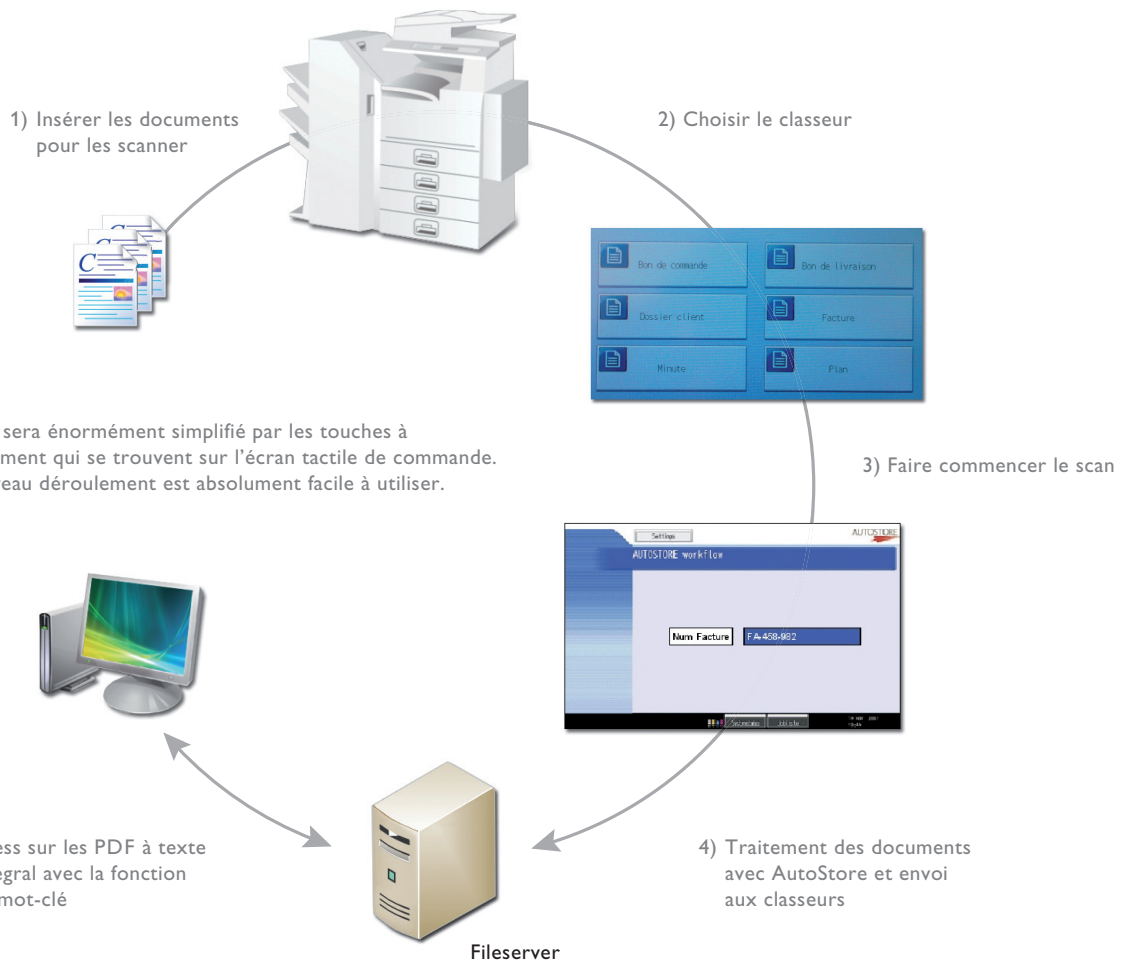 1) Insérer les documents
pour les scanner
2) Choisir le classeur
Bon de commande
Bon de livraison
Dossier client
Facture
Minute
Plan
sera énormément simplifié par les touches à
ment qui se trouvent sur l'écran tactile de commande.
eau déroulement est absolument facile à utiliser.
3) Faire commencer le scan
Settings
AUTOSTORE
AUTOSTORE workflow
Num Facture
FA-468-982
ess sur les PDF à texte
égral avec la fonction
mot-clé
4) Traitement des documents
avec AutoStore et envoi
aux classeurs
Fileserver